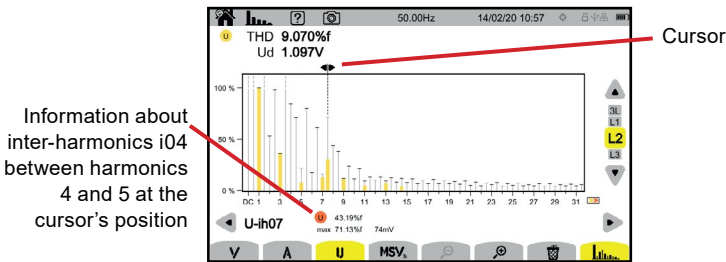 50.00Hz 14/02/20 10:57
U THD 9.070%f
Ud 1.097V
Cursor
100 %
50 %
0 %
DC 1 3 5 7 9 11 13 15 17 19 21 23 25 27 29 31
3L
L1
L2
L3
Information about
inter-harmonics i04
between harmonics
4 and 5 at the
cursor's position
U-ih07 U 43.19%f
max 71.13%f 74mV
V A U MSV